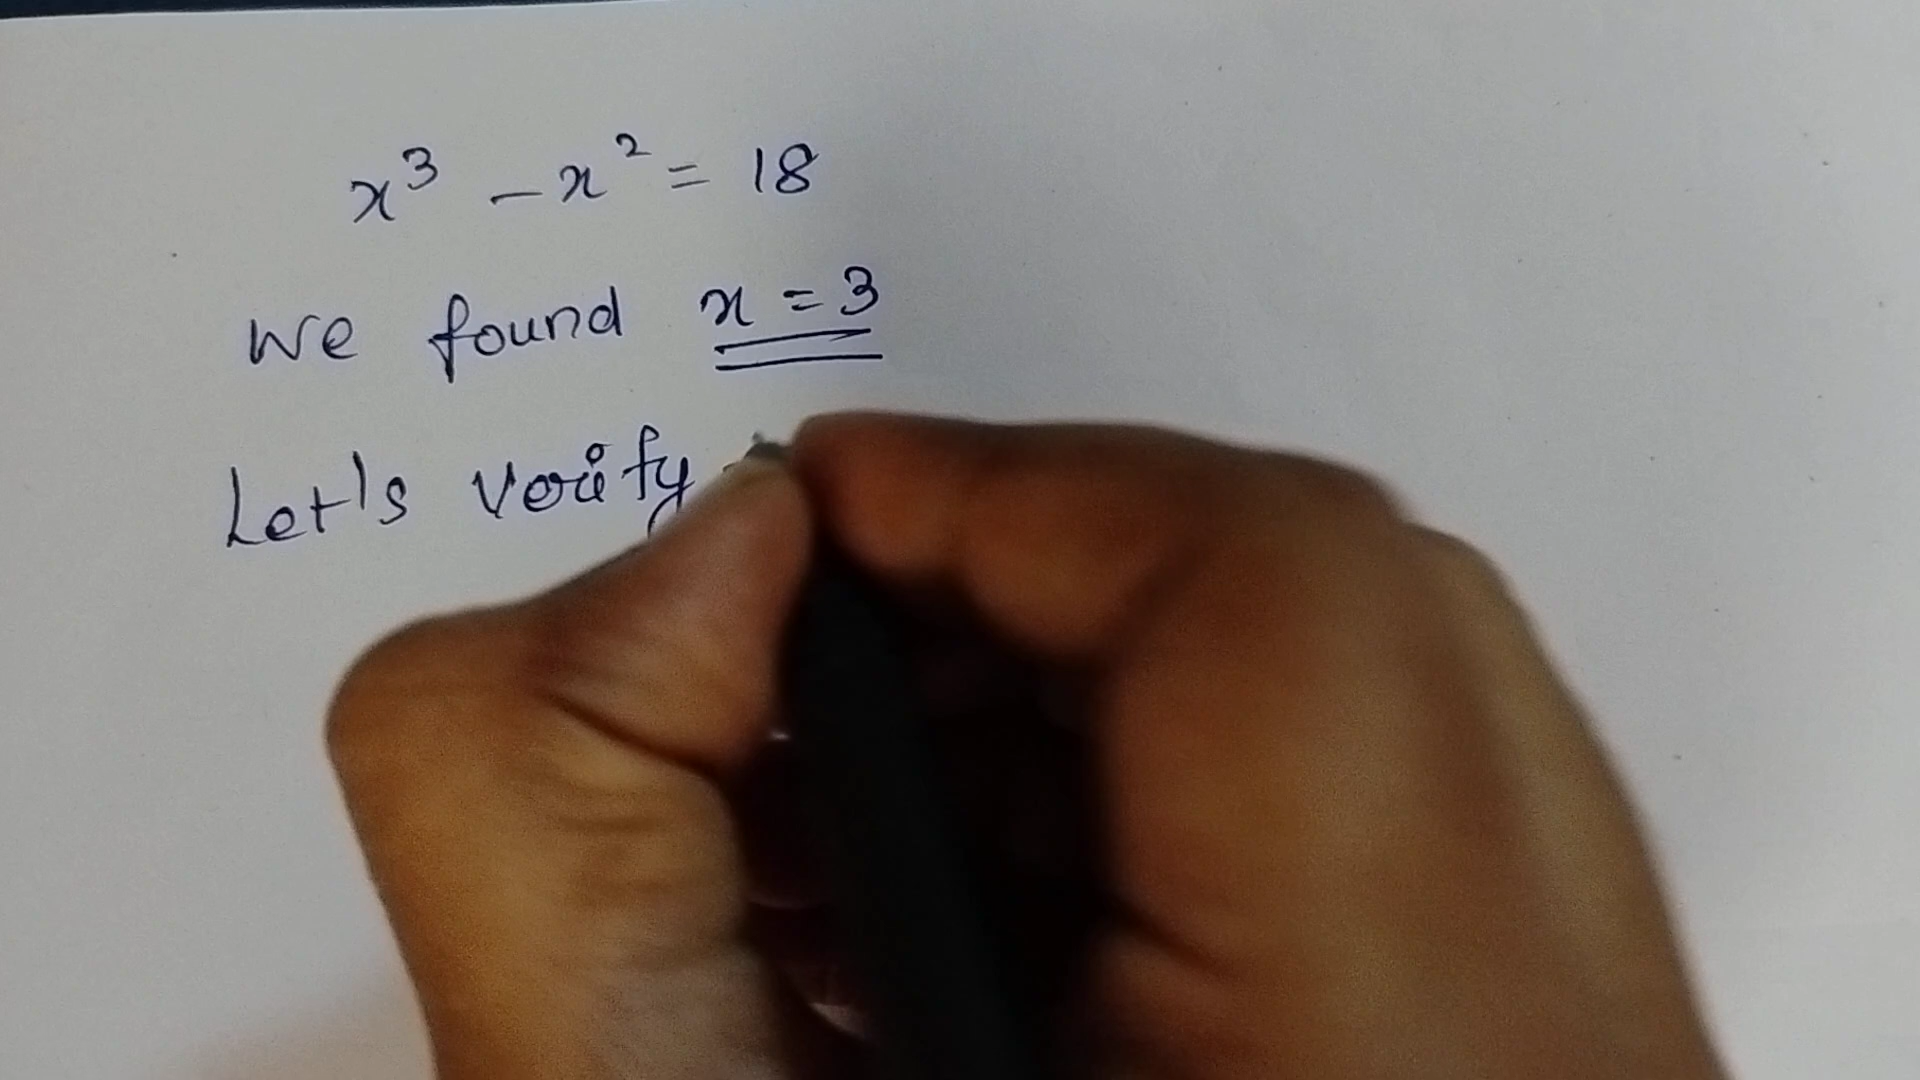 x³ - x² = 18
We found x = 3
Let's verify